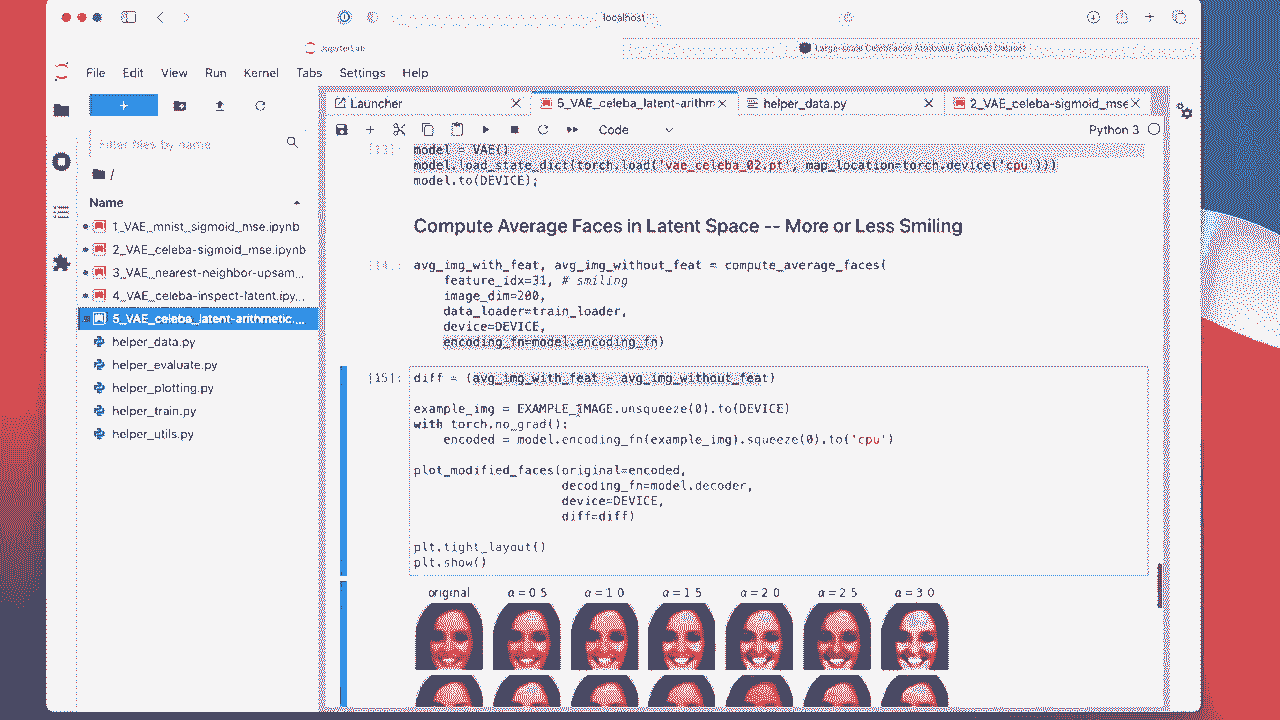 localhost
JupyterLab
Large-scale CelebFaces Attributes (CelebA) Dataset
File Edit View Run Kernel Tabs Settings Help
Launcher
5_VAE_celeba_latent-arithm
helper_data.py
2_VAE_celeba-sigmoid_mse
Code
Python 3
Filter files by name
/
Name
1_VAE_mnist_sigmoid_mse.ipynb
2_VAE_celeba-sigmoid_mse.ipynb
3_VAE_nearest-neighbor-upsam...
4_VAE_celeba-inspect-latent.ipy...
5_VAE_celeba_latent-arithmetic....
helper_data.py
helper_evaluate.py
helper_plotting.py
helper_train.py
helper_utils.py
[13]: model = VAE()
model.load_state_dict(torch.load('vae_celeba_02.pt', map_location=torch.device('cpu')))
model.to(DEVICE);
Compute Average Faces in Latent Space -- More or Less Smiling
[14]: avg_img_with_feat, avg_img_without_feat = compute_average_faces(
feature_idx=31, # smiling
image_dim=200,
data_loader=train_loader,
device=DEVICE,
encoding_fn=model.encoding_fn)
[15]: diff = (avg_img_with_feat - avg_img_without_feat)
example_img = EXAMPLE_IMAGE.unsqueeze(0).to(DEVICE)
with torch.no_grad():
encoded = model.encoding_fn(example_img).squeeze(0).to('cpu')
plot_modified_faces(original=encoded,
decoding_fn=model.decoder,
device=DEVICE,
diff=diff)
plt.tight_layout()
plt.show()
original α = 0.5 α = 1.0 α = 1.5 α = 2.0 α = 2.5 α = 3.0